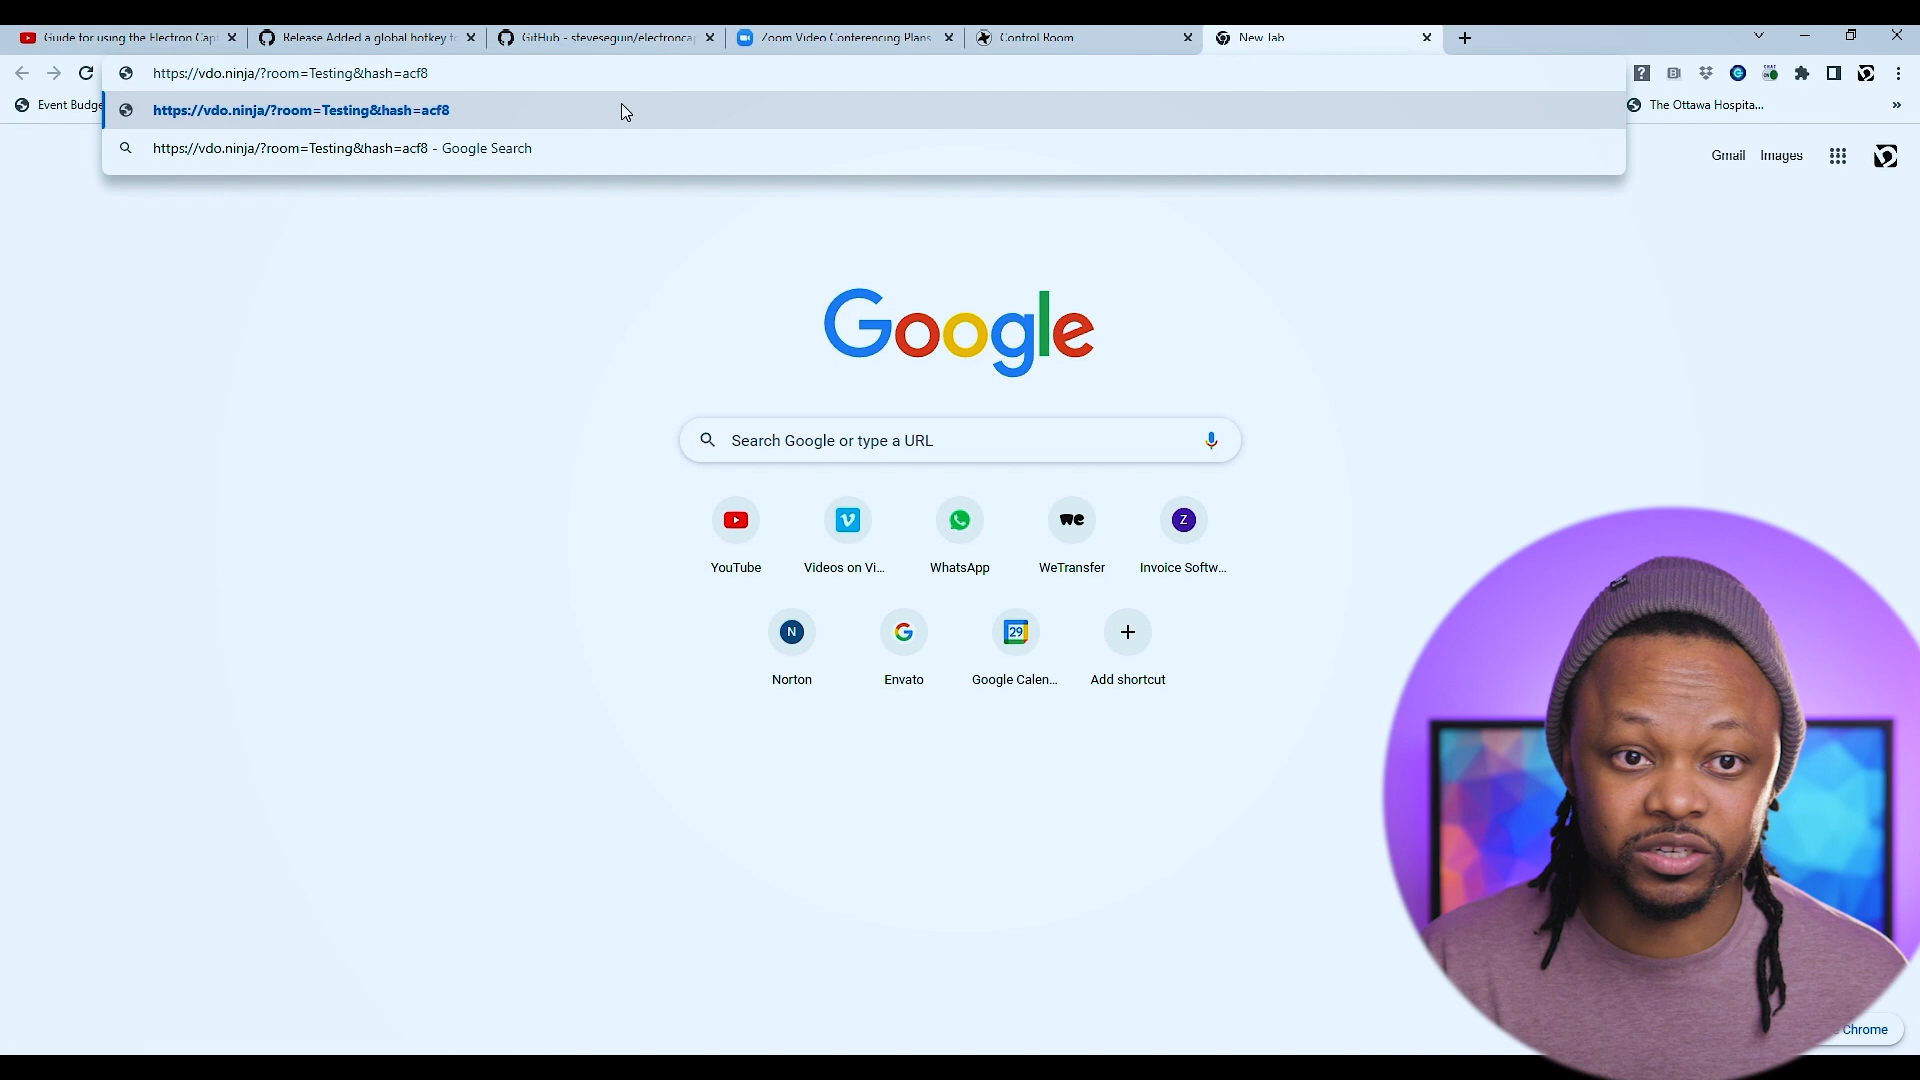 Guide for using the Electron Cap
Release Added a global hotkey to
GitHub - steveseguin/electroncap
Zoom Video Conferencing Plans
Control Room
New Tab
https://vdo.ninja/?room=Testing&hash=acf8
Event Budge
https://vdo.ninja/?room=Testing&hash=acf8
The Ottawa Hospita...
https://vdo.ninja/?room=Testing&hash=acf8 - Google Search
Gmail
Images
Google
Search Google or type a URL
YouTube
Videos on Vi...
WhatsApp
WeTransfer
Invoice Softw...
Norton
Envato
Google Calen...
Add shortcut
Chrome